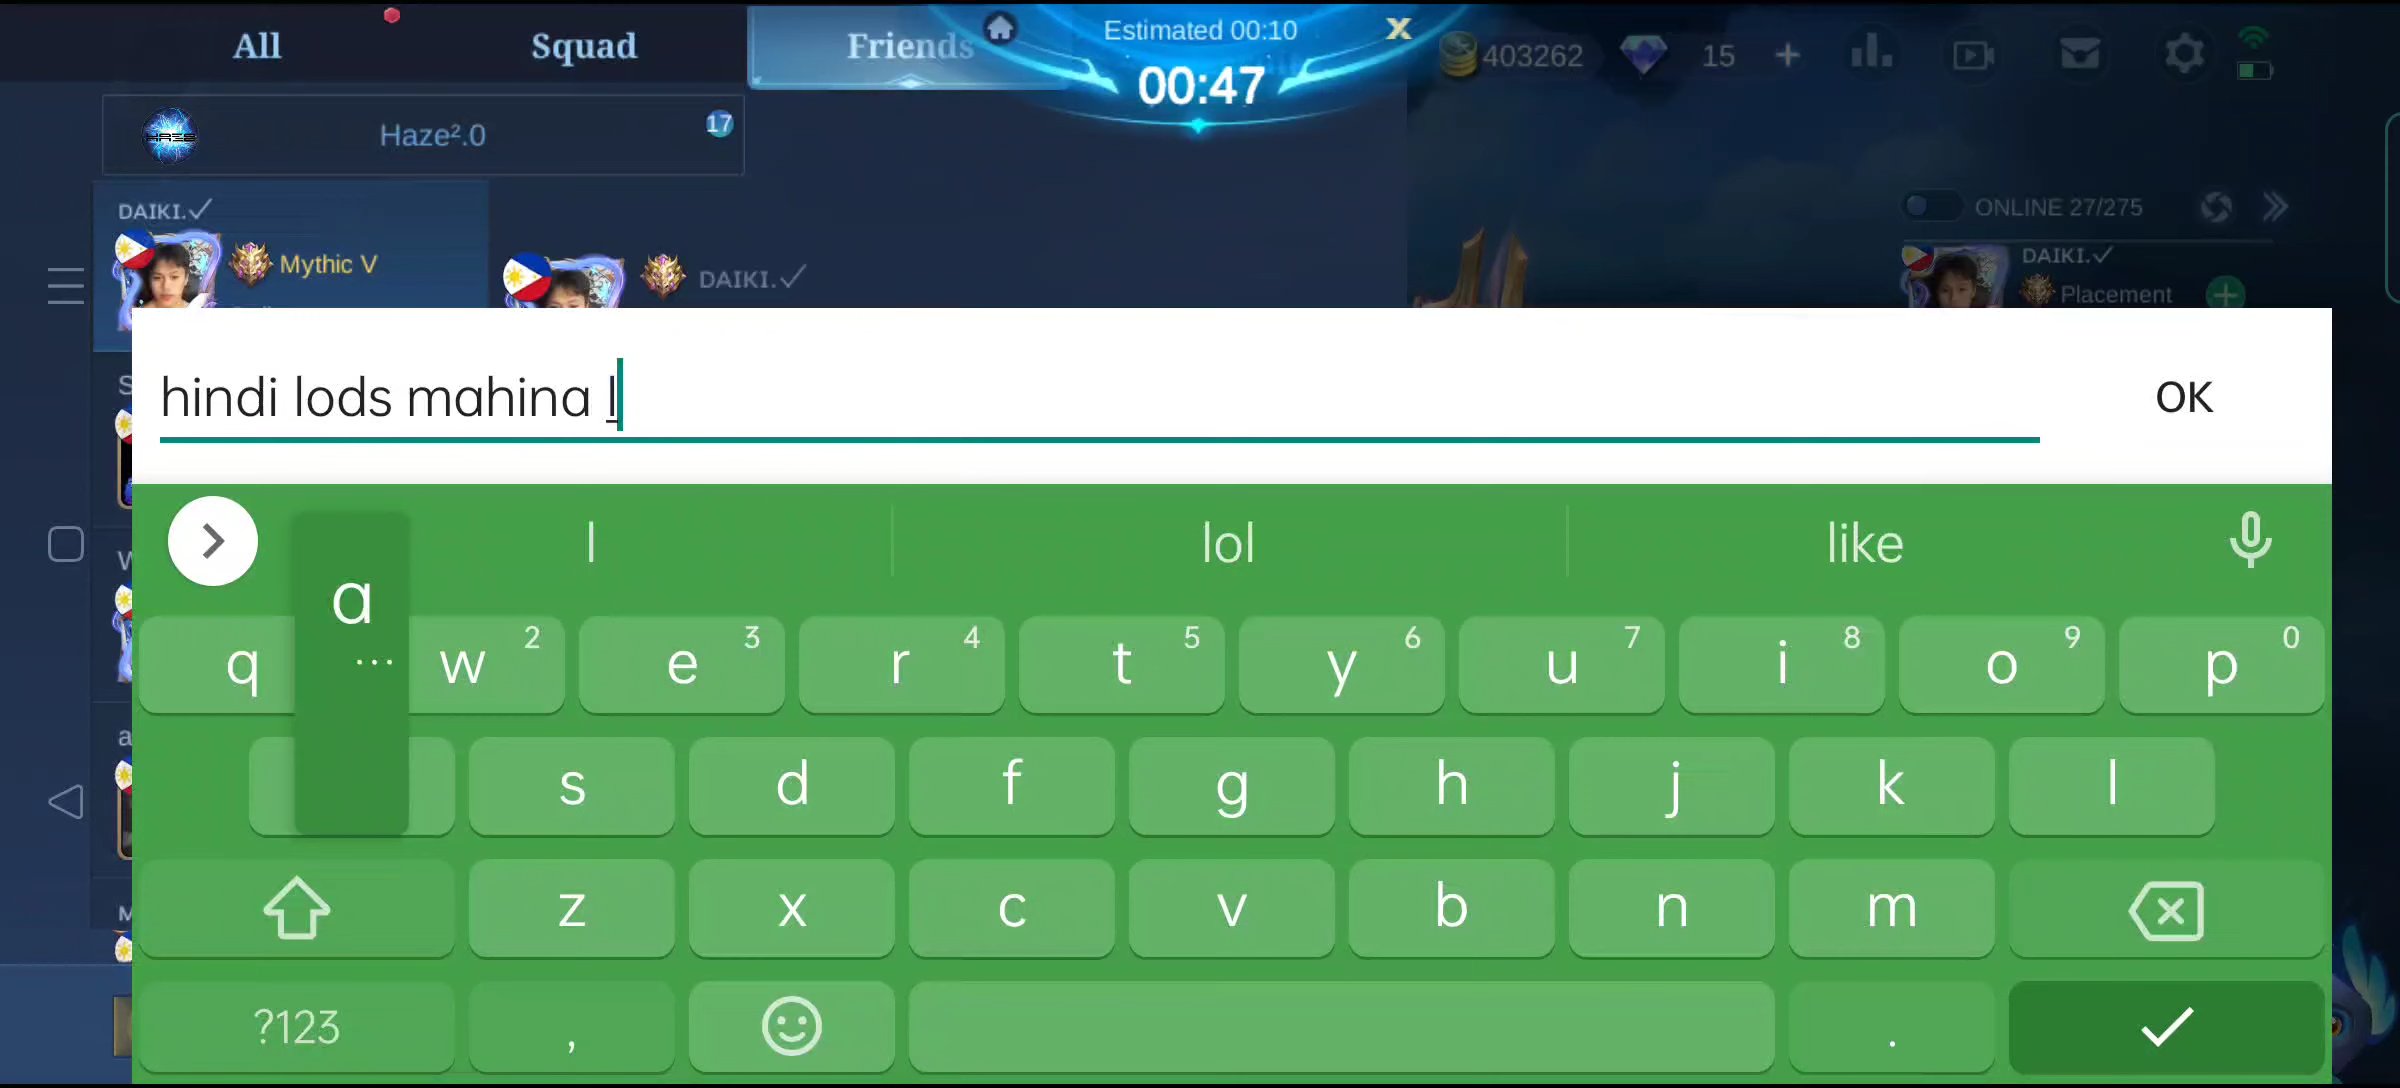 All Squad Friends Estimated 00:10 X 403262 15 +
00:47
Haze².0 17
ONLINE 27/275
DAIKI.✓
Mythic V
DAIKI.✓
DAIKI.✓
Placement
S
W
a
M
hindi lods mahina l
OK
l lol like
a
q w 2 e 3 r 4 t 5 y 6 u 7 i 8 o 9 p 0
s d f g h j k l
z x c v b n m
?123 , .